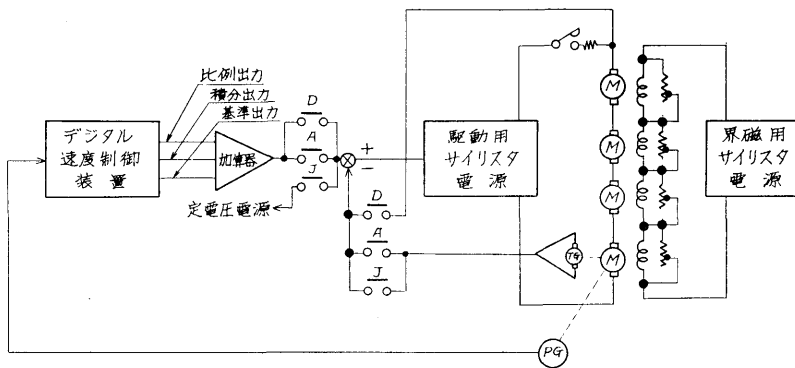 比例出力
積分出力
基準出力
デジタル
速度制御
装置
加算器
D
A
J
定電圧電源
+
−
D
A
J
駆動用
サイリスタ
電源
TG
PG
M
M
M
M
界磁用
サイリスタ
電源